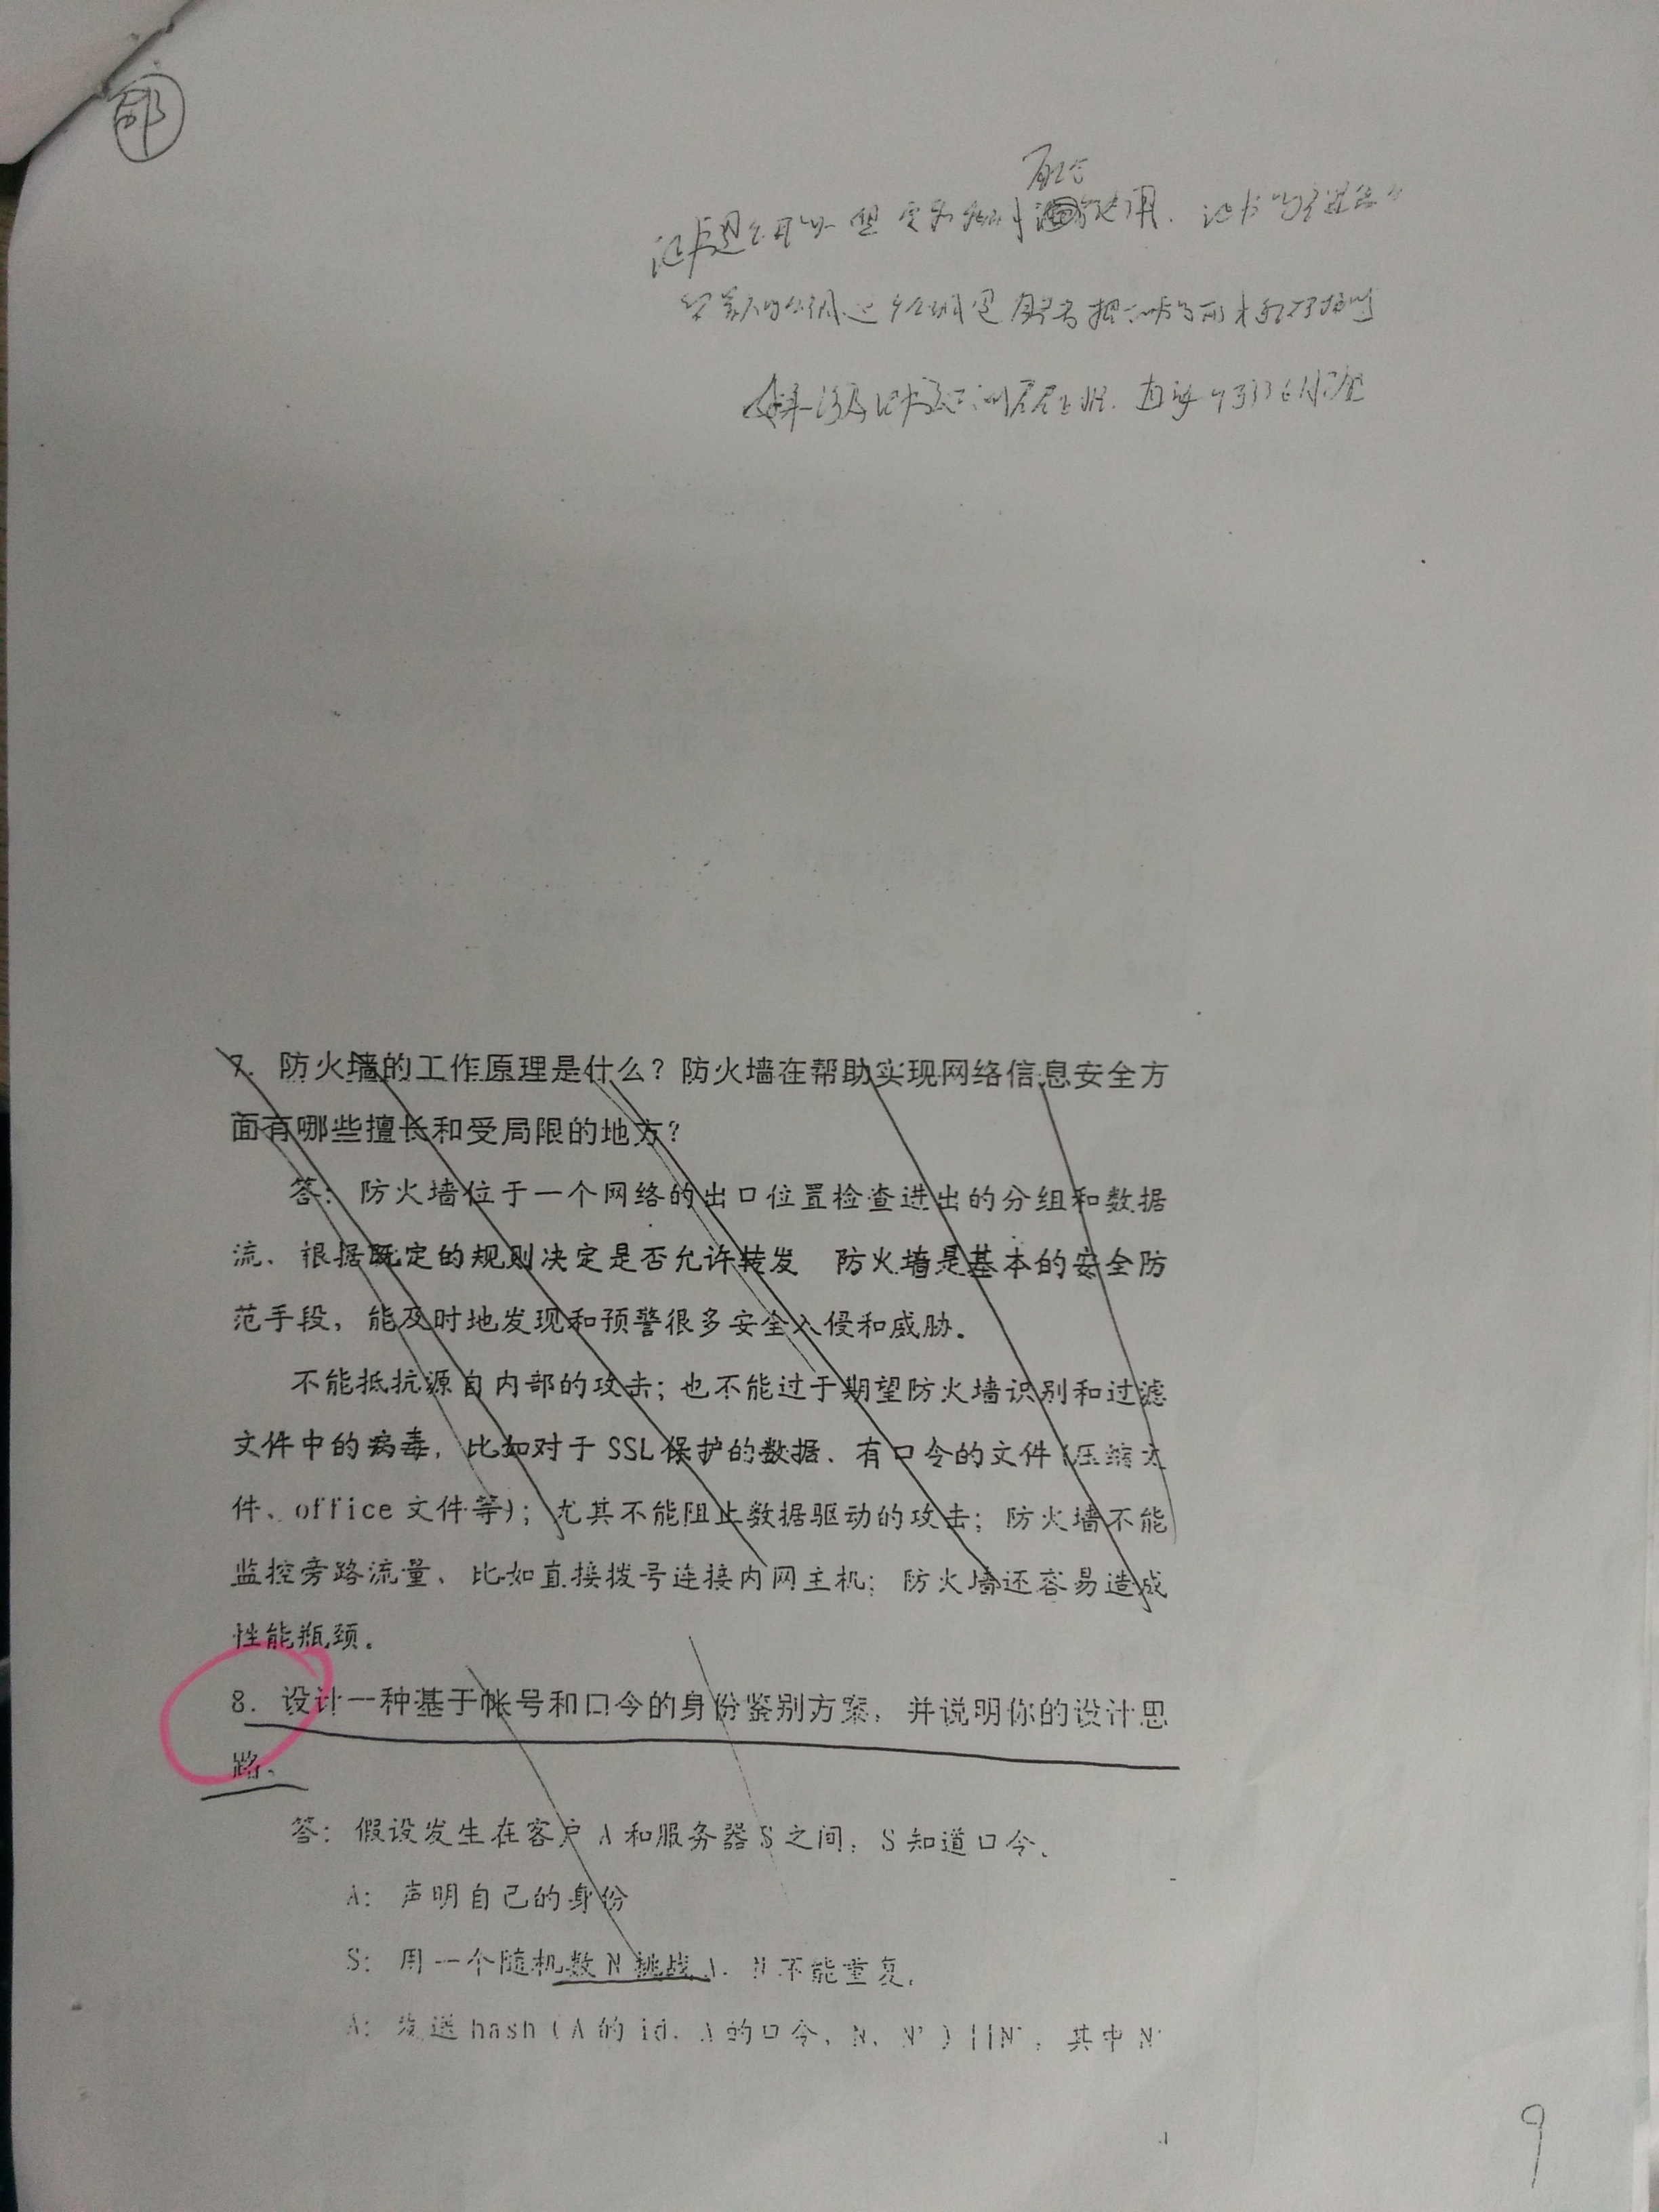 7. 防火墙的工作原理是什么？防火墙在帮助实现网络信息安全方
面有哪些擅长和受局限的地方？
答：防火墙位于一个网络的出口位置检查进出的分组和数据
流、根据既定的规则决定是否允许转发 防火墙是基本的安全防
范手段，能及时地发现和预警很多安全入侵和威胁。
不能抵抗源自内部的攻击；也不能过于期望防火墙识别和过滤
文件中的病毒，比如对于 SSL 保护的数据、有口令的文件（压缩文
件、office 文件等）；尤其不能阻止数据驱动的攻击；防火墙不能
监控旁路流量、比如直接拨号连接内网主机；防火墙还容易造成
性能瓶颈。
8. 设计一种基于帐号和口令的身份鉴别方案，并说明你的设计思
路、
答：假设发生在客户 A 和服务器 S 之间，S 知道口令、
A：声明自己的身份
S：用一个随机数 N 挑战 A. N 不能重复.
A：发送 hash（A 的 id、A 的口令，N、N'）||N'，其中 N'
9